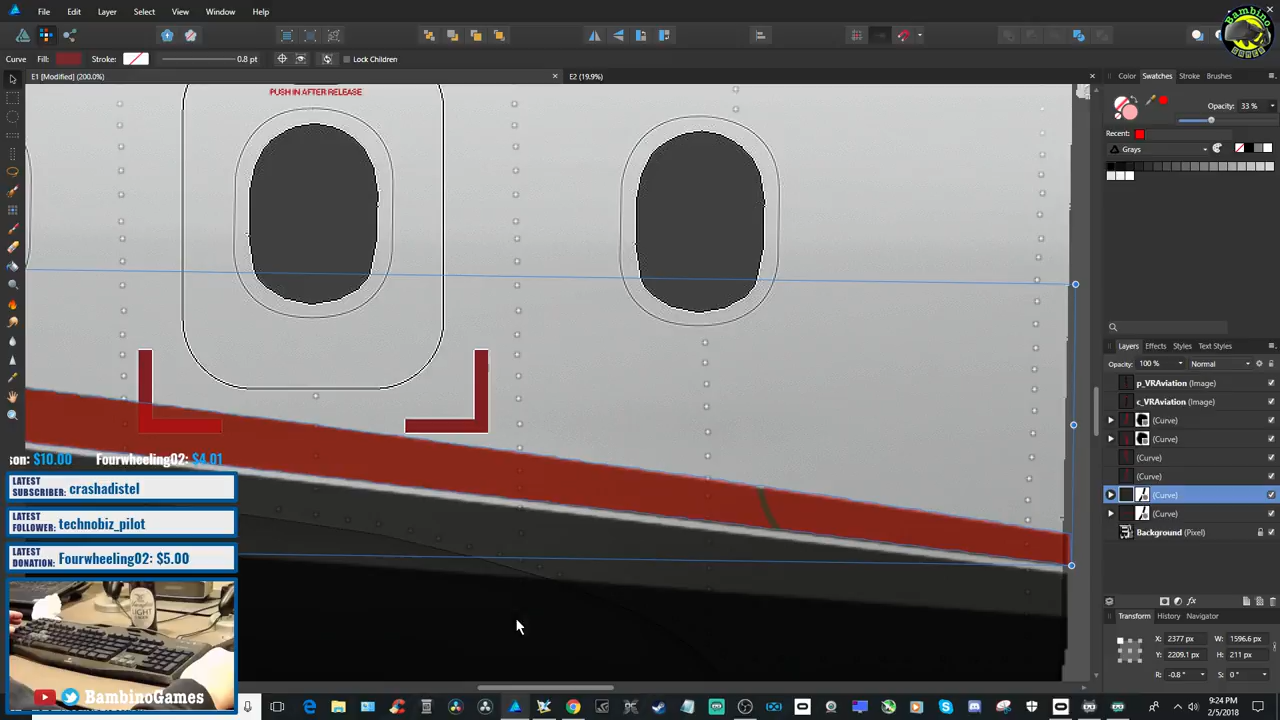 File Edit Layer Select View Window Help
Bambino
GAMES
Curve Fill: Stroke: 0.8 pt Lock Children
E1 [Modified] (200.0%) E2 (19.9%)
Color Swatches Stroke Brushes
Opacity: 33 %
Recent:
Grays
PUSH IN AFTER RELEASE
Layers Effects Styles Text Styles
Opacity: 100 % Normal
p_VRAviation (Image)
c_VRAviation (Image)
(Curve)
(Curve)
(Curve)
(Curve)
(Curve)
(Curve)
Background (Pixel)
Transform History Navigator
X: 2377 px W: 1596.6 px
Y: 2209.1 px H: 211 px
R: -0.8 ° S: 0 °
son: $10.00 Fourwheeling02: $4.01
LATEST SUBSCRIBER: crashadistel
LATEST FOLLOWER: technobiz_pilot
LATEST DONATION: Fourwheeling02: $5.00
LIGHT
BambinoGames
9:24 PM
2/5/2018